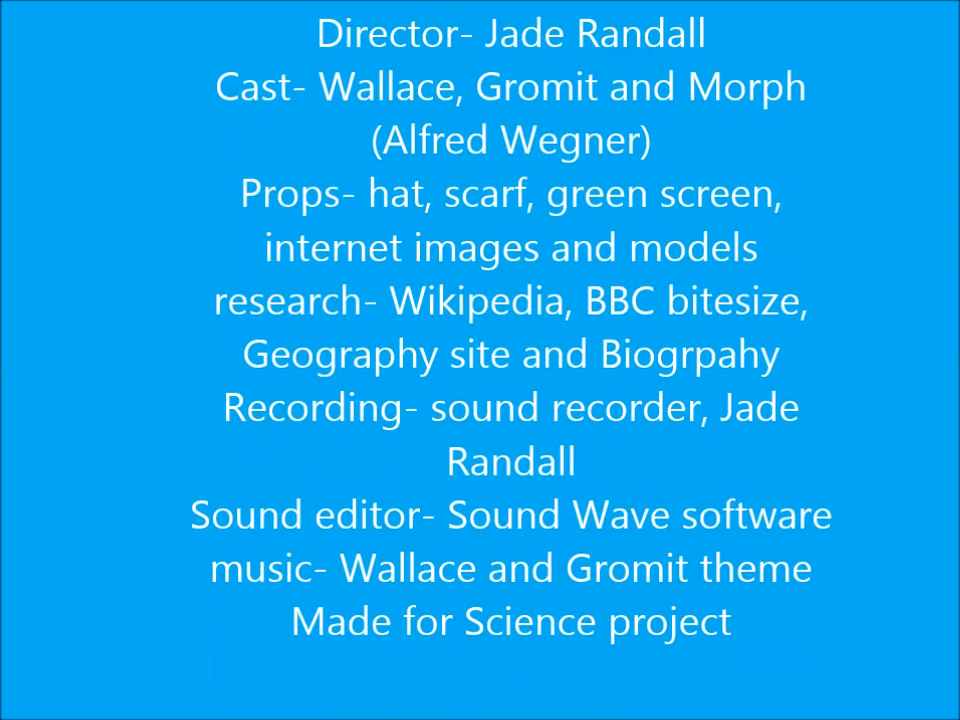 Director- Jade Randall
Cast- Wallace, Gromit and Morph
(Alfred Wegner)
Props- hat, scarf, green screen,
internet images and models
research- Wikipedia, BBC bitesize,
Geography site and Biogrpahy
Recording- sound recorder, Jade
Randall
Sound editor- Sound Wave software
music- Wallace and Gromit theme
Made for Science project